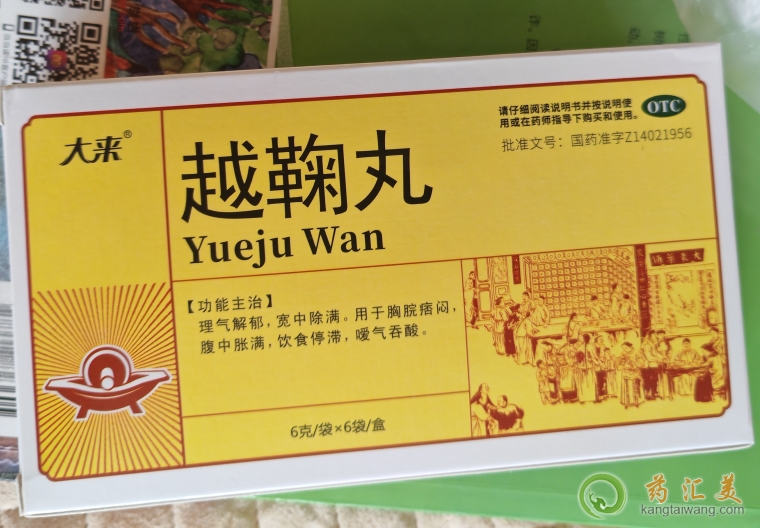 大来®
请仔细阅读说明书并按说明使
用或在药师指导下购买和使用。
OTC
批准文号：国药准字Z14021956
越鞠丸
Yueju Wan
【功能主治】
理气解郁，宽中除满。用于胸脘痞闷，
腹中胀满，饮食停滞，嗳气吞酸。
6克/袋×6袋/盒
药汇美
kangtaiwang.com